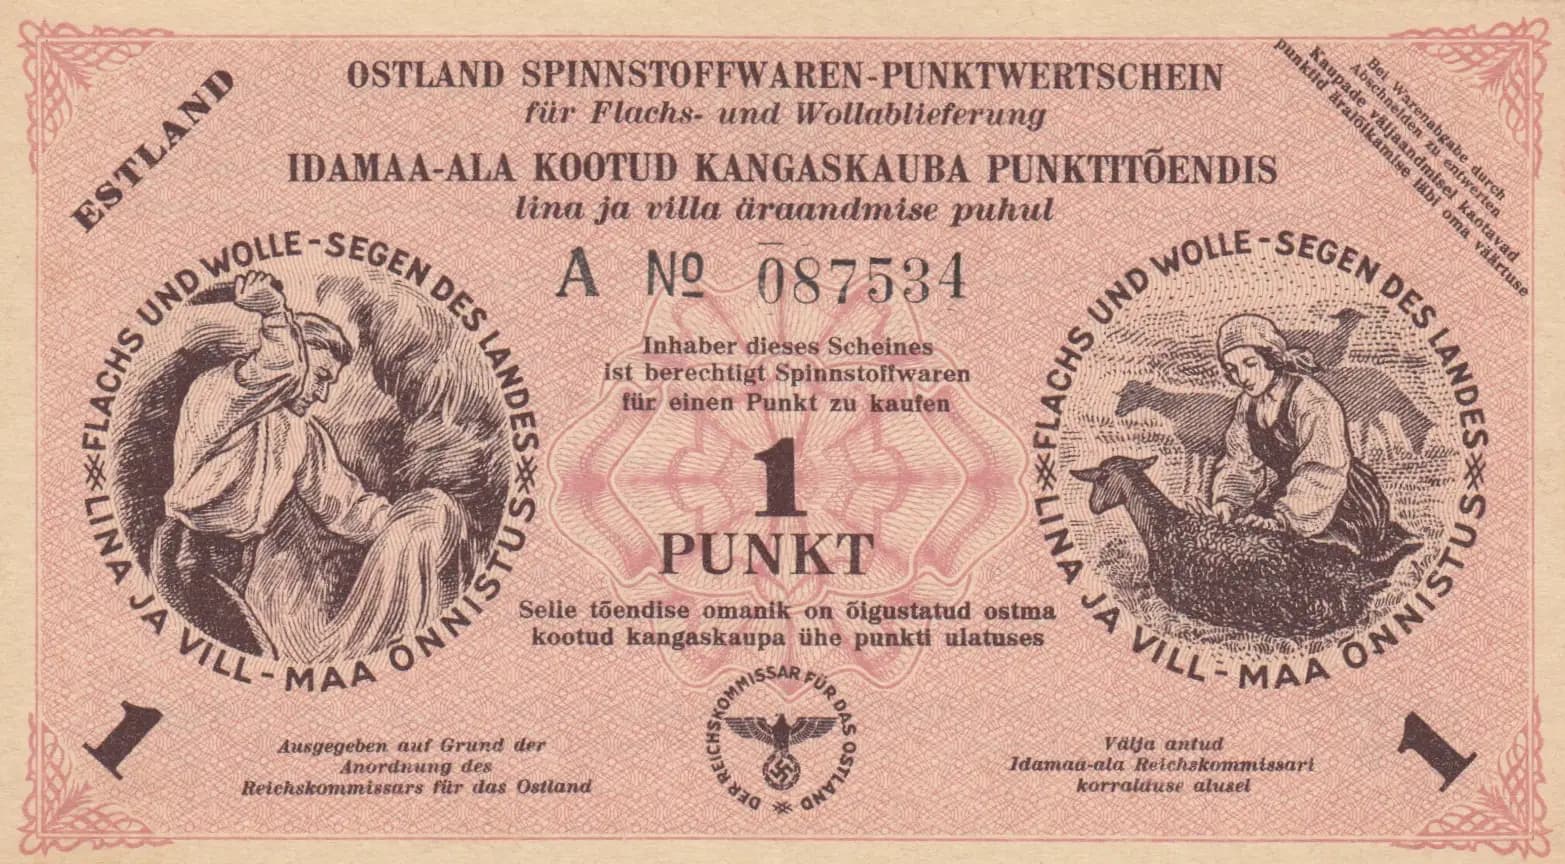 ESTLAND
OSTLAND SPINNSTOFFWAREN-PUNKTWERTSCHEIN
für Flachs- und Wollablieferung
IDAMAA-ALA KOOTUD KANGASKAUBA PUNKTITÕENDIS
lina ja villa äraandmise puhul
Bei Warenabgabe durch
Abschneiden zu entwerten
Kaupade väljaandmisel kaotavad
punktid äralõikamise läbi oma väärtuse
A № 087534
FLACHS UND WOLLE - SEGEN DES LANDES
LINA JA VILL - MAA ÕNNISTUS
Inhaber dieses Scheines
ist berechtigt Spinnstoffwaren
für einen Punkt zu kaufen
1
PUNKT
Selle tõendise omanik on õigustatud ostma
kootud kangaskaupa ühe punkti ulatuses
FLACHS UND WOLLE - SEGEN DES LANDES
LINA JA VILL - MAA ÕNNISTUS
1
Ausgegeben auf Grund der
Anordnung des
Reichskommissars für das Ostland
DER REICHSKOMMISSAR FÜR DAS OSTLAND
Välja antud
Idamaa-ala Reichskommissari
korralduse alusel
1